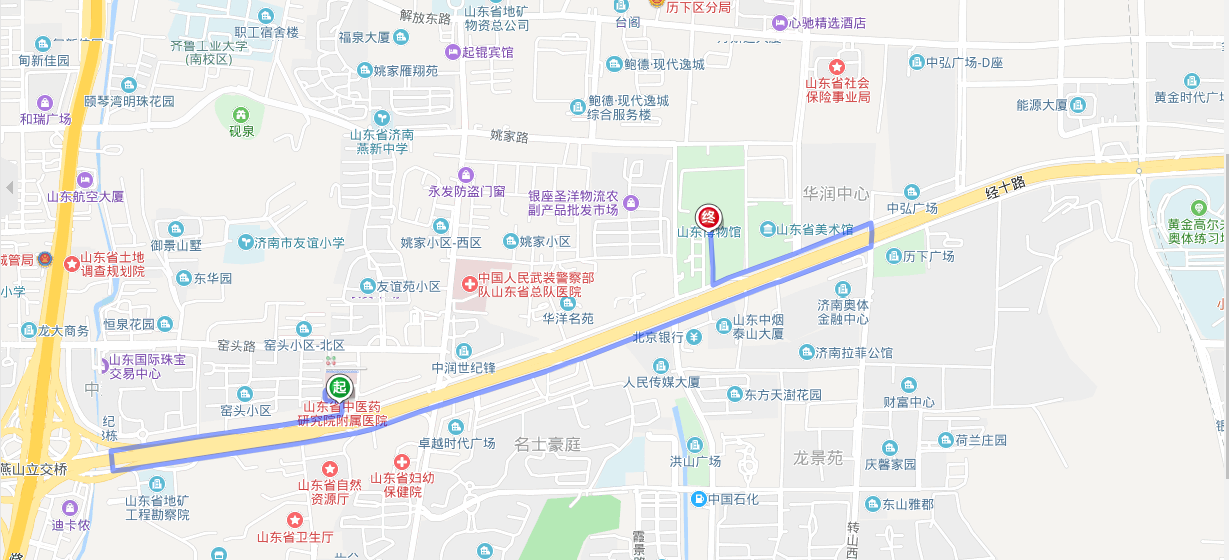 解放东路
山东省地矿
物资总公司
台阁
历下区分局
心驰精选酒店
职工宿舍楼
福泉大厦
齐鲁工业大学
(南校区)
甸新佳园
起锟宾馆
姚家雁翔苑
鲍德·现代逸城
山东省社会
保险事业局
中弘广场-D座
颐琴湾明珠花园
和瑞广场
砚泉
鲍德·现代逸城
综合服务楼
能源大厦
黄金时代广场
山东省济南
燕新中学
姚家路
山东航空大厦
永发防盗门窗
银座圣洋物流农
副产品批发市场
华润中心
经十路
中弘广场
终
山东博物馆
山东省美术馆
黄金高尔夫
奥体练习场
御景山墅
济南市友谊小学
姚家小区-西区
姚家小区
历下广场
城管局
山东省土地
调查规划院
东华园
小学
友谊苑小区
中国人民武装警察部
队山东省总队医院
华洋名苑
济南奥体
金融中心
恒泉花园
龙大商务
窑头路
窑头小区-北区
北京银行
山东中烟
泰山大厦
济南拉菲公馆
山东国际珠宝
交易中心
中润世纪锋
中
起
人民传媒大厦
东方天澍花园
财富中心
窑头小区
山东省中医药
研究院附属医院
纪
3栋
卓越时代广场
名士豪庭
荷兰庄园
洪山广场
龙景苑
庆馨家园
燕山立交桥
山东省地矿
工程勘察院
山东省自然
资源厅
山东省妇幼
保健院
中国石化
东山雅郡
迪卡侬
山东省卫生厅
霞
景
路
转
山
西
路